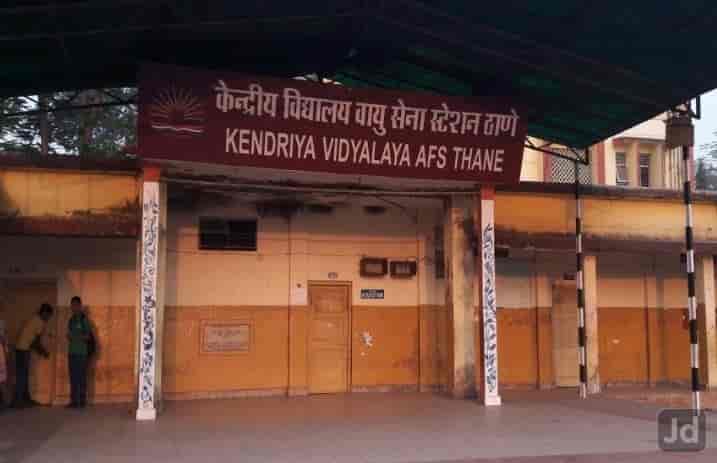 केन्द्रीय विद्यालय वायु सेना स्टेशन ठाणे
KENDRIYA VIDYALAYA AFS THANE
Jd